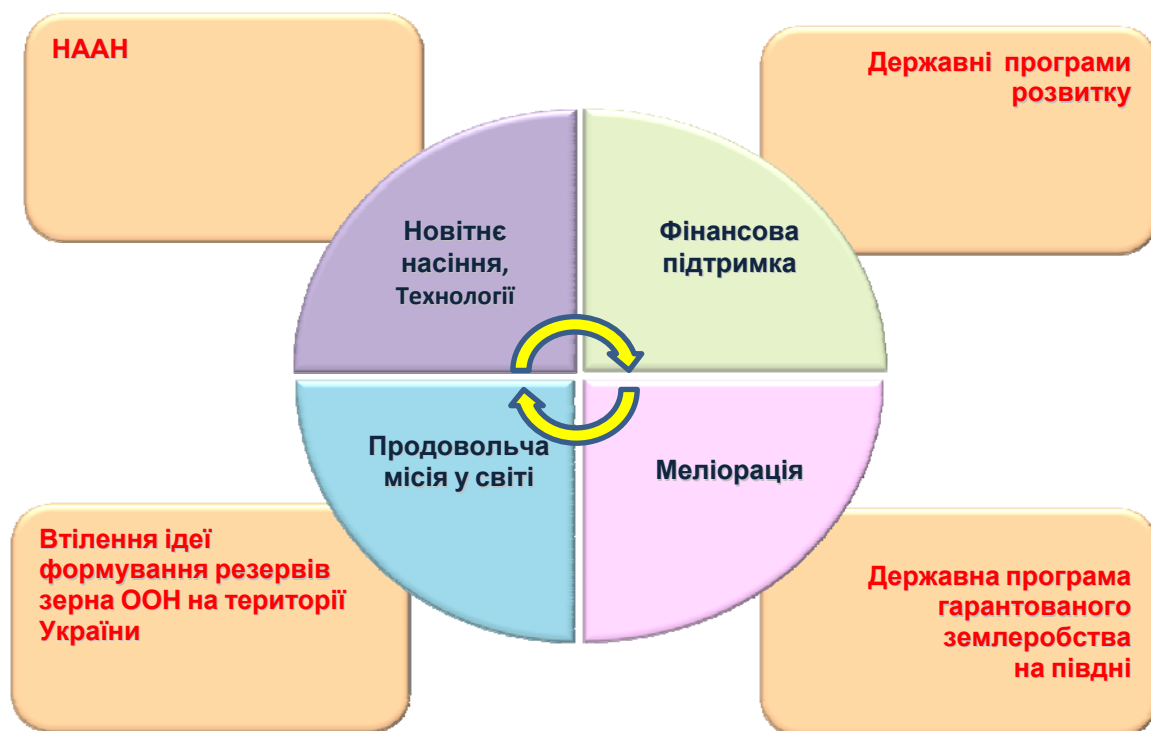 НААН
Державні програми
розвитку
Новітнє
насіння,
Технології
Фінансова
підтримка
Продовольча
місія у світі
Меліорація
Втілення ідеї
формування резервів
зерна ООН на території
України
Державна програма
гарантованого
землеробства
на півдні